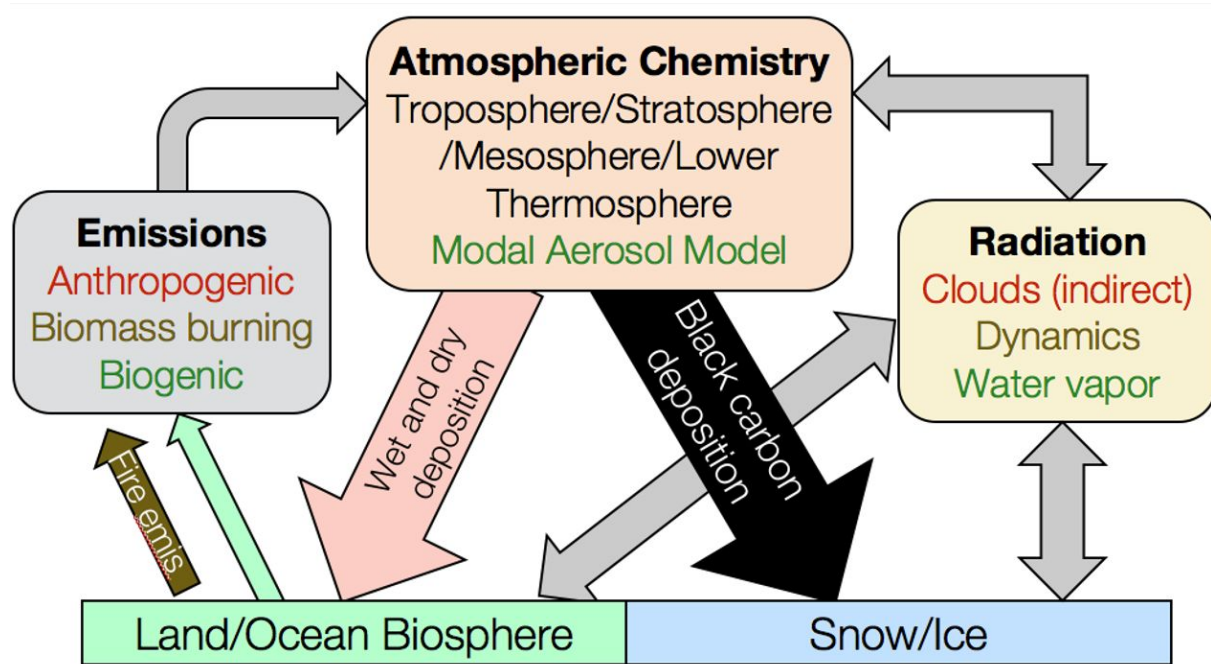 Atmospheric Chemistry
Troposphere/Stratosphere
/Mesosphere/Lower
Thermosphere
Modal Aerosol Model
Emissions
Anthropogenic
Biomass burning
Biogenic
Radiation
Clouds (indirect)
Dynamics
Water vapor
Wet and dry
deposition
Black carbon
deposition
Fire emis.
Land/Ocean Biosphere
Snow/Ice